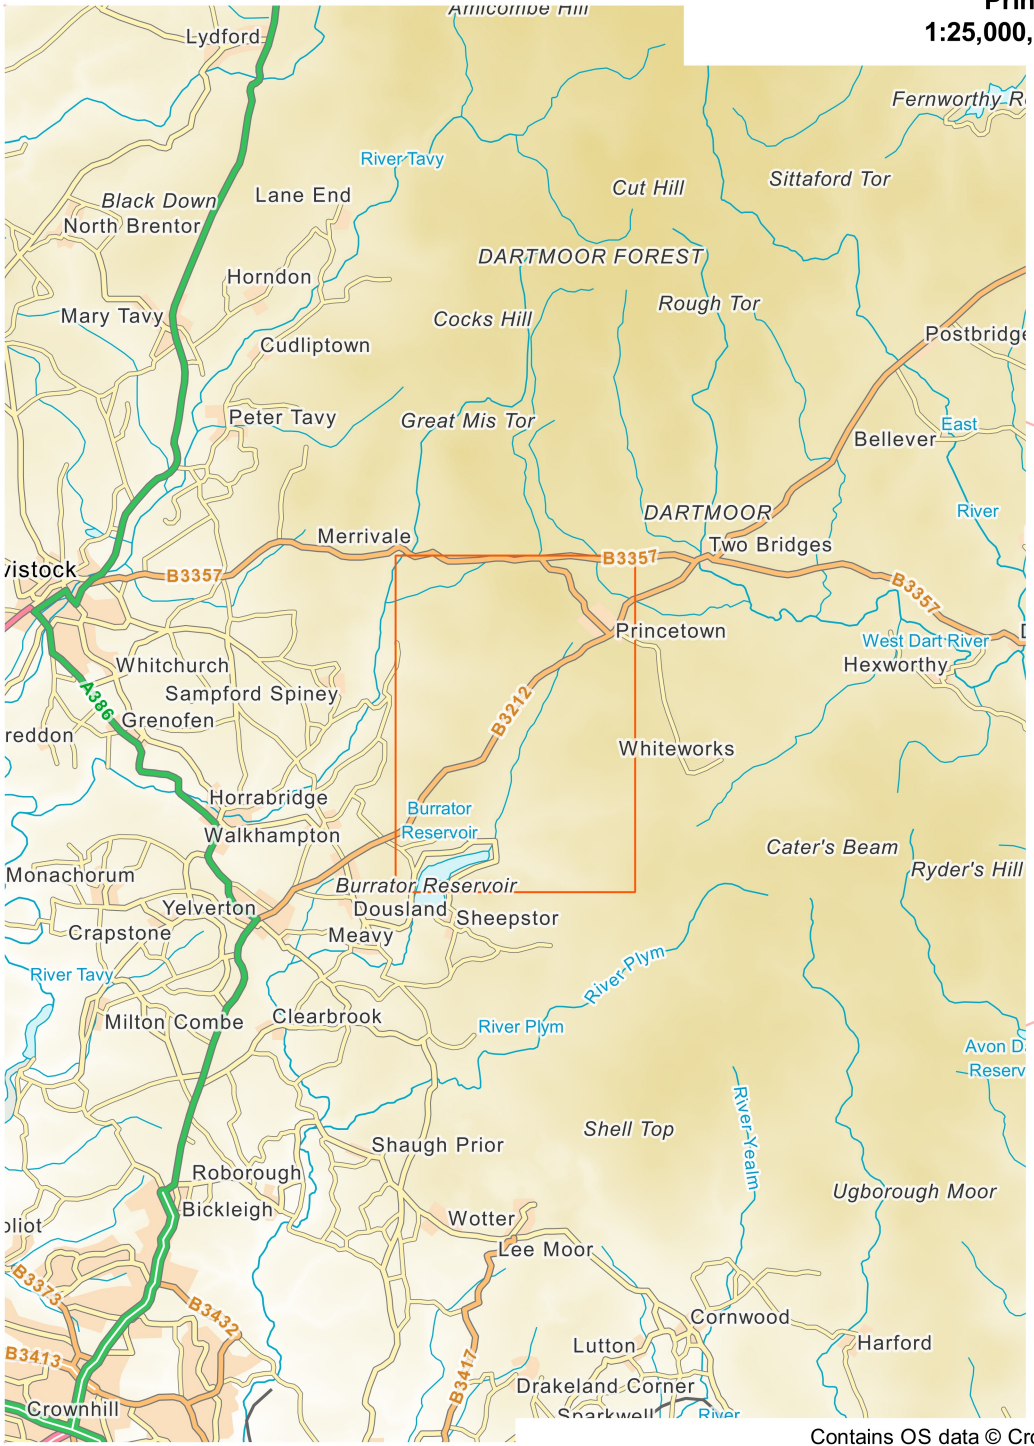 Amicombe Hill
Prin
1:25,000,
Lydford
Fernworthy R
River Tavy
Sittaford Tor
Cut Hill
Lane End
Black Down
North Brentor
DARTMOOR FOREST
Horndon
Rough Tor
Mary Tavy
Cocks Hill
Postbridge
Cudliptown
Peter Tavy
Great Mis Tor
East
Bellever
River
DARTMOOR
Merrivale
Two Bridges
B3357
vistock
B3357
B3357
Princetown
West Dart River
D
Whitchurch
Hexworthy
Sampford Spiney
A386
Grenofen
B3212
reddon
Whiteworks
Horrabridge
Burrator
Reservoir
Walkhampton
Cater's Beam
Ryder's Hill
Monachorum
Burrator Reservoir
Yelverton
Dousland
Sheepstor
Crapstone
Meavy
River Tavy
River Plym
Milton Combe
Clearbrook
River Plym
Avon D
Reserv
River Yealm
Shell Top
Shaugh Prior
Roborough
Ugborough Moor
Bickleigh
oliot
Wotter
Lee Moor
B3373
B3432
Cornwood
Harford
Lutton
B3413
B3417
Drakeland Corner
Crownhill
Sparkwell
River
Contains OS data © Cro